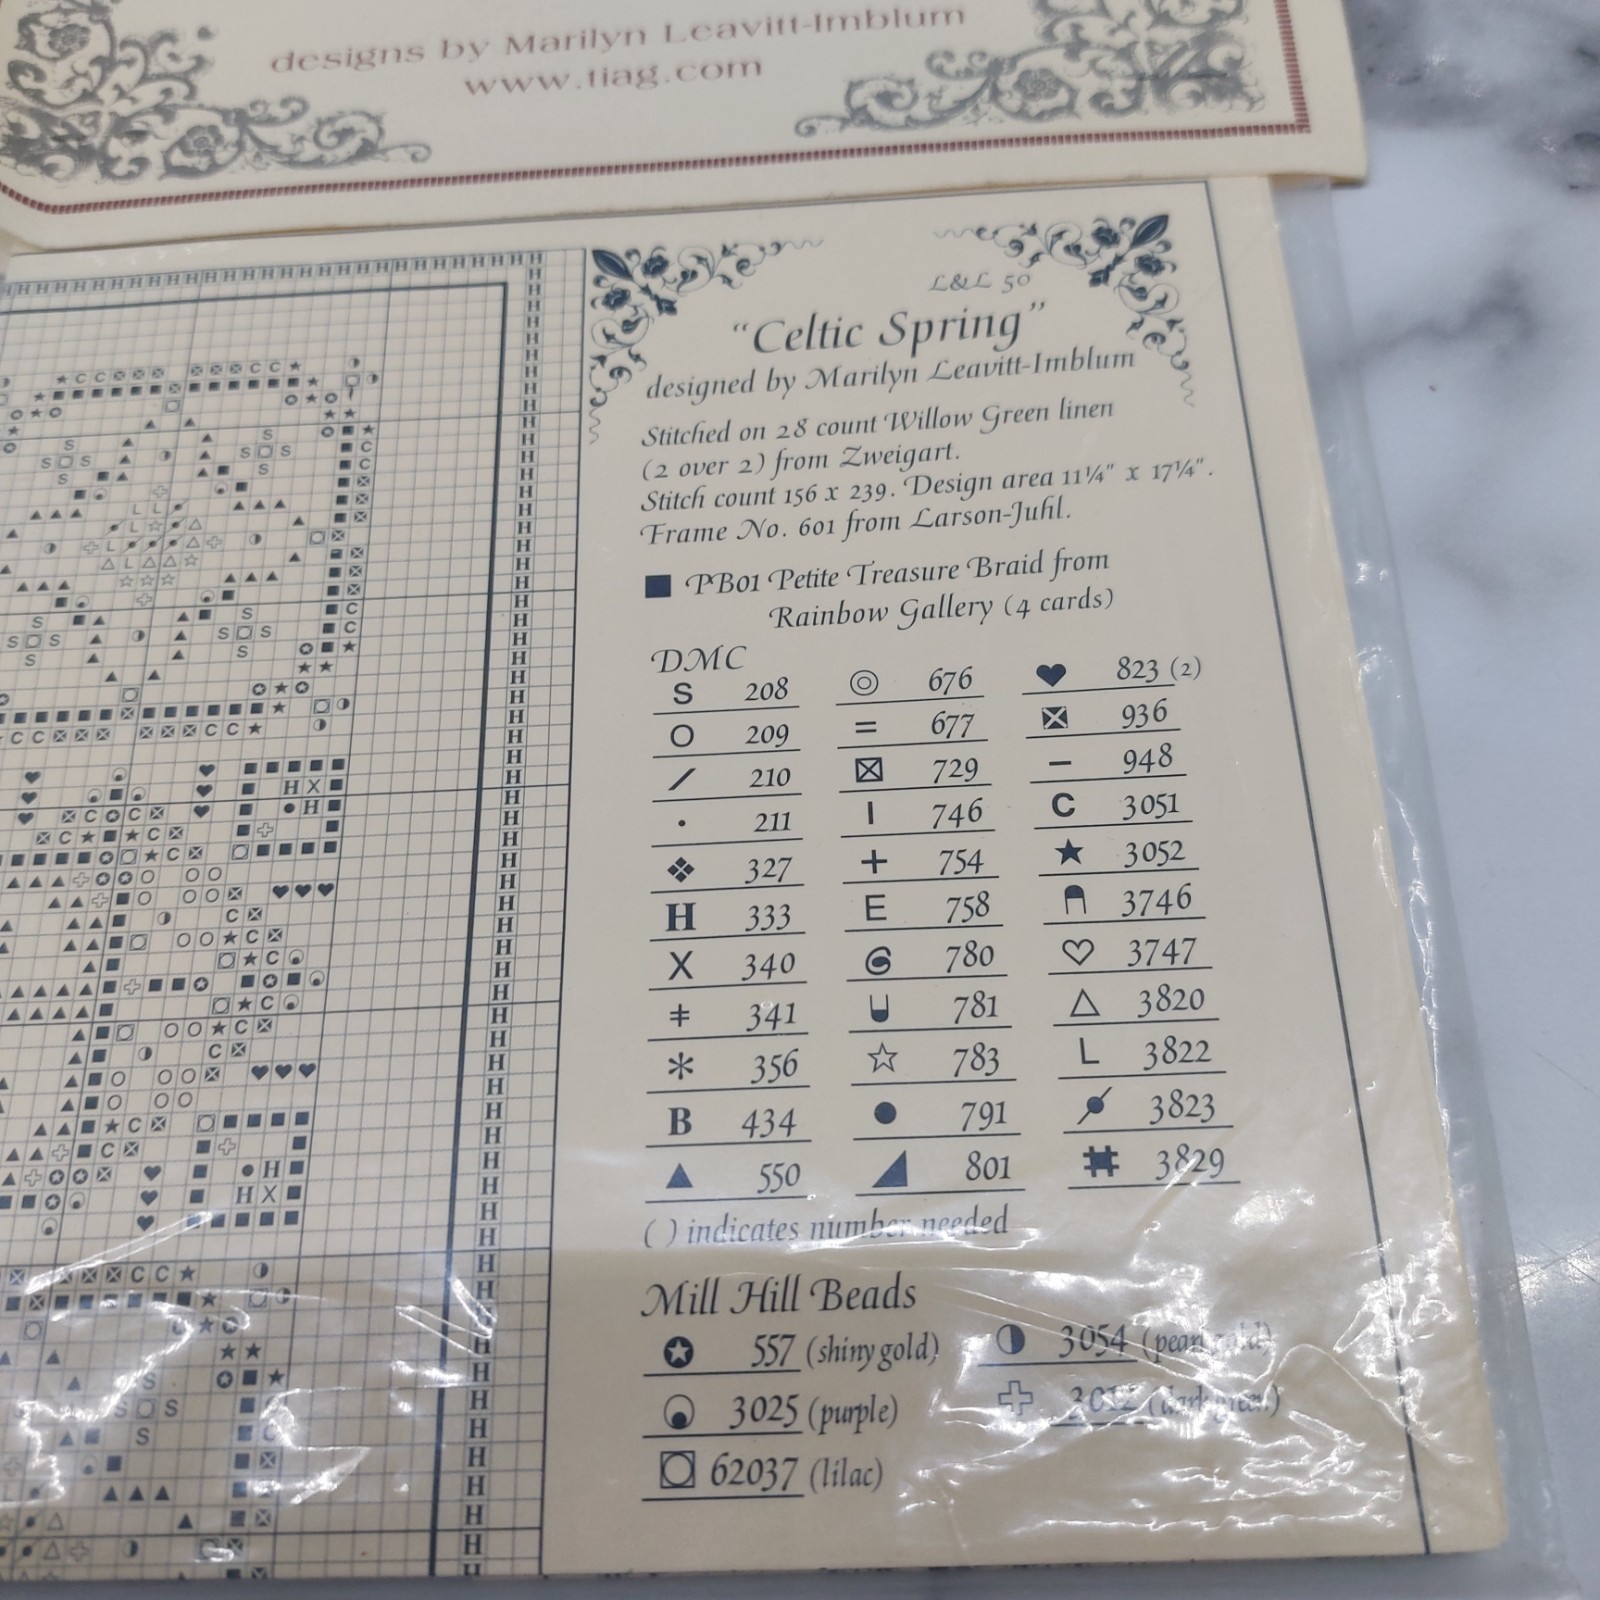 designs by Marilyn Leavitt-Imblum
www.tiag.com
L&L 50
"Celtic Spring"
designed by Marilyn Leavitt-Imblum
Stitched on 28 count Willow Green linen
(2 over 2) from Zweigart.
Stitch count 156 x 239. Design area 11¼" x 17¼".
Frame No. 601 from Larson-Juhl.
■ PB01 Petite Treasure Braid from
Rainbow Gallery (4 cards)
DMC
S 208 ◎ 676 ♥ 823 (2)
O 209 = 677 936
/ 210 ⊠ 729 – 948
· 211 I 746 C 3051
❖ 327 + 754 ★ 3052
H 333 E 758 3746
X 340 780 ♡ 3747
ǂ 341 781 △ 3820
* 356 ☆ 783 L 3822
B 434 ● 791 3823
▲ 550 ◢ 801 # 3829
( ) indicates number needed
Mill Hill Beads
✪ 557 (shiny gold) ◑ 3054 (pearl gold)
3025 (purple) (dark green)
62037 (lilac)